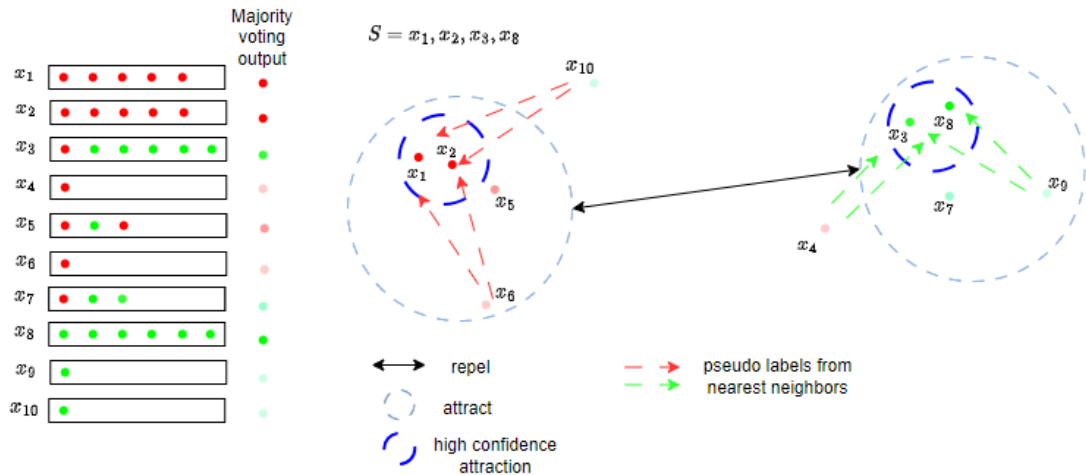 Majority
voting
output
x₁
x₂
x₃
x₄
x₅
x₆
x₇
x₈
x₉
x₁₀
S = x₁, x₂, x₃, x₈
x₁₀
x₂
x₁
x₅
x₆
x₈
x₃
x₉
x₇
x₄
repel
attract
high confidence
attraction
pseudo labels from
nearest neighbors